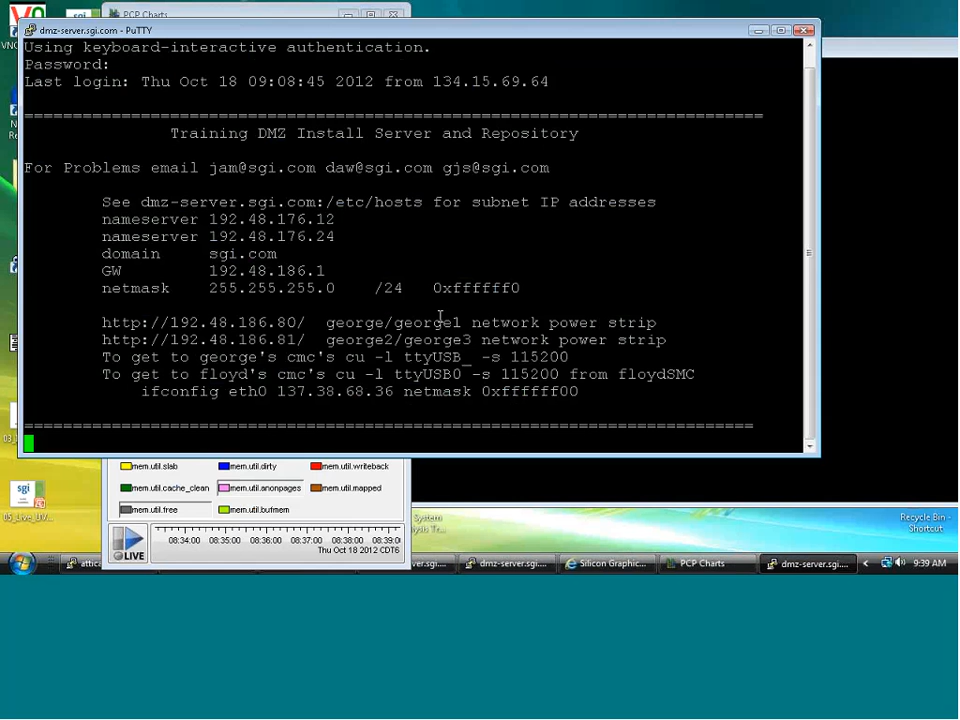 PCP Charts
dmz-server.sgi.com - PuTTY
VNC
Using keyboard-interactive authentication.
Password:
Last login: Thu Oct 18 09:08:45 2012 from 134.15.69.64
================================================================================
Training DMZ Install Server and Repository
For Problems email jam@sgi.com daw@sgi.com gjs@sgi.com
See dmz-server.sgi.com:/etc/hosts for subnet IP addresses
nameserver 192.48.176.12
nameserver 192.48.176.24
domain sgi.com
GW 192.48.186.1
netmask 255.255.255.0 /24 0xffffff0
http://192.48.186.80/ george/george1 network power strip
http://192.48.186.81/ george2/george3 network power strip
To get to george's cmc's cu -l ttyUSB_ -s 115200
To get to floyd's cmc's cu -l ttyUSB0 -s 115200 from floydSMC
ifconfig eth0 137.38.68.36 netmask 0xffffff00
================================================================================
mem.util.slab mem.util.dirty mem.util.writeback
mem.util.cache_clean mem.util.anonpages mem.util.mapped
mem.util.free mem.util.bufmem
sgi
05_Live_
System
Recycle Bin -
Shortcut
LIVE
08:34:00 08:35:00 08:36:00 08:37:00 08:38:00 08:39:0
Thu Oct 18 2012 CDT6
attic
dmz-server.sgi....
Silicon Graphic...
PCP Charts
dmz-server.sgi....
9:39 AM